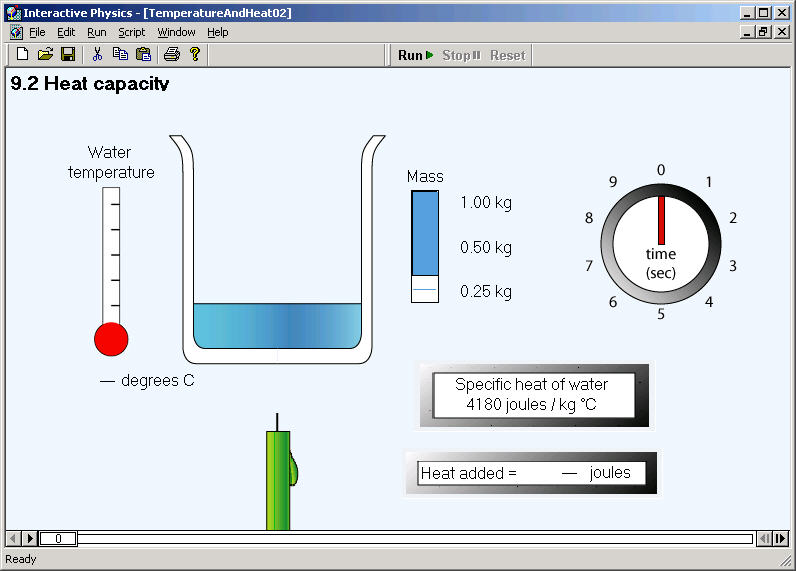 Interactive Physics - [TemperatureAndHeat02]
File Edit Run Script Window Help
Run Stop Reset
9.2 Heat capacity
Water
temperature
— degrees C
Mass
1.00 kg
0.50 kg
0.25 kg
0
1
2
3
4
5
6
7
8
9
time
(sec)
Specific heat of water
4180 joules / kg °C
Heat added = — joules
0
Ready